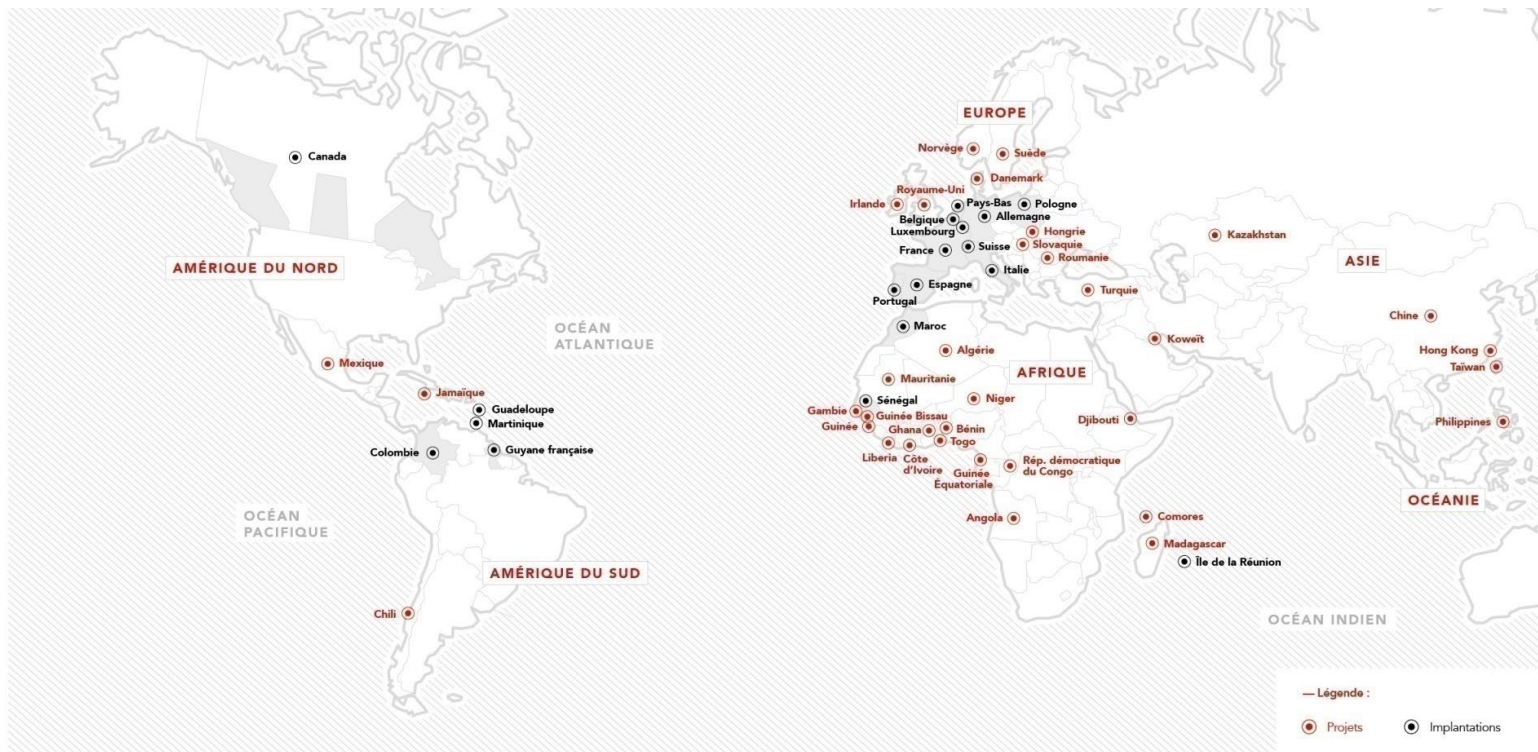 EUROPE
Norvège
Suède
Danemark
Royaume-Uni
Irlande
Pays-Bas
Pologne
Belgique
Allemagne
Luxembourg
Hongrie
Slovaquie
France
Suisse
Roumanie
Italie
Espagne
Portugal
Turquie
Canada
AMÉRIQUE DU NORD
Kazakhstan
ASIE
Chine
Koweït
Hong Kong
Taïwan
Philippines
OCÉAN
ATLANTIQUE
Maroc
Algérie
AFRIQUE
Mauritanie
Niger
Sénégal
Gambie
Guinée Bissau
Guinée
Ghana
Bénin
Togo
Djibouti
Liberia
Côte
d'Ivoire
Guinée
Équatoriale
Rép. démocratique
du Congo
Angola
Comores
Madagascar
Île de la Réunion
Mexique
Jamaïque
Guadeloupe
Martinique
Colombie
Guyane française
OCÉAN
PACIFIQUE
AMÉRIQUE DU SUD
Chili
OCÉANIE
OCÉAN INDIEN
— Légende :
Projets
Implantations